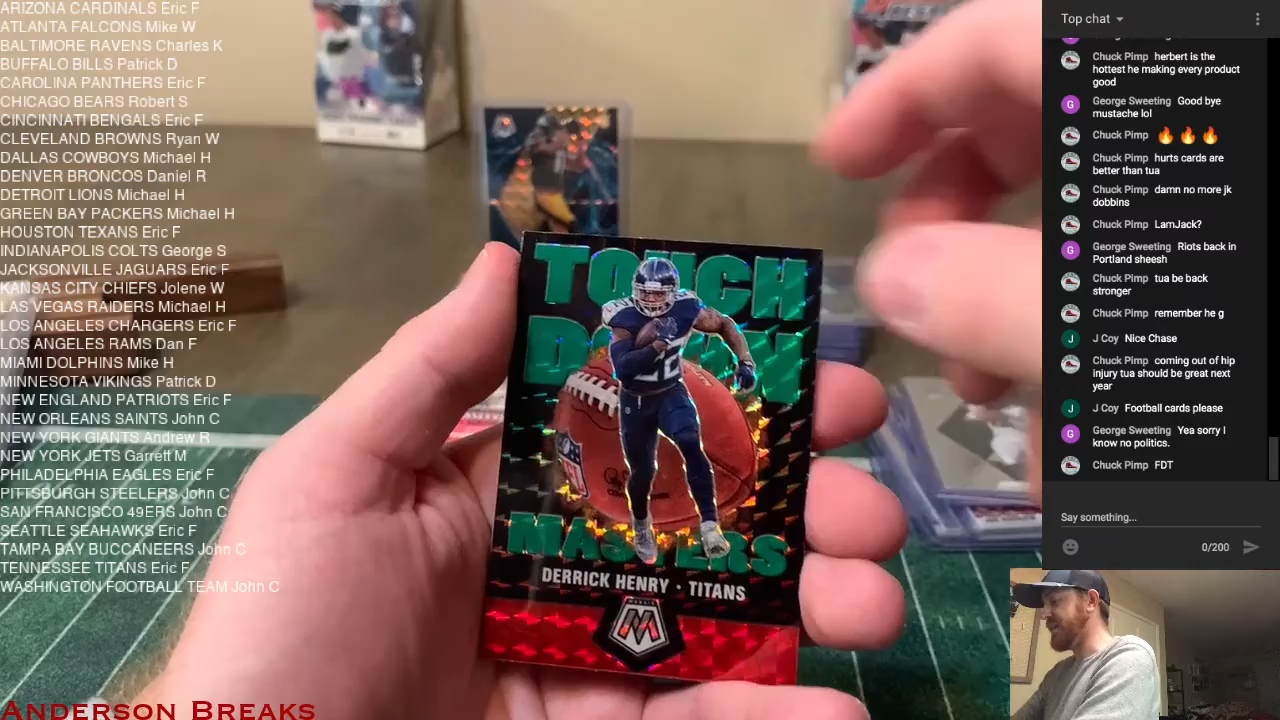 ARIZONA CARDINALS Eric F
ATLANTA FALCONS Mike W
BALTIMORE RAVENS Charles K
BUFFALO BILLS Patrick D
CAROLINA PANTHERS Eric F
CHICAGO BEARS Robert S
CINCINNATI BENGALS Eric F
CLEVELAND BROWNS Ryan W
DALLAS COWBOYS Michael H
DENVER BRONCOS Daniel R
DETROIT LIONS Michael H
GREEN BAY PACKERS Michael H
HOUSTON TEXANS Eric F
INDIANAPOLIS COLTS George S
JACKSONVILLE JAGUARS Eric F
KANSAS CITY CHIEFS Jolene W
LAS VEGAS RAIDERS Michael H
LOS ANGELES CHARGERS Eric F
LOS ANGELES RAMS Dan F
MIAMI DOLPHINS Mike H
MINNESOTA VIKINGS Patrick D
NEW ENGLAND PATRIOTS Eric F
NEW ORLEANS SAINTS John C
NEW YORK GIANTS Andrew R
NEW YORK JETS Garrett M
PHILADELPHIA EAGLES Eric F
PITTSBURGH STEELERS John C
SAN FRANCISCO 49ERS John C
SEATTLE SEAHAWKS Eric F
TAMPA BAY BUCCANEERS John C
TENNESSEE TITANS Eric F
WASHINGTON FOOTBALL TEAM John C
ANDERSON BREAKS
TOUCH
DOWN
MASTERS
22
NFL
DERRICK HENRY · TITANS
MOSAIC
Top chat
Chuck Pimp herbert is the
hottest he making every product
good
George Sweeting Good bye
mustache lol
Chuck Pimp 🔥 🔥 🔥
Chuck Pimp hurts cards are
better than tua
Chuck Pimp damn no more jk
dobbins
Chuck Pimp LamJack?
George Sweeting Riots back in
Portland sheesh
Chuck Pimp tua be back
stronger
Chuck Pimp remember he g
J Coy Nice Chase
Chuck Pimp coming out of hip
injury tua should be great next
year
J Coy Football cards please
George Sweeting Yea sorry I
know no politics.
Chuck Pimp FDT
Say something...
0/200